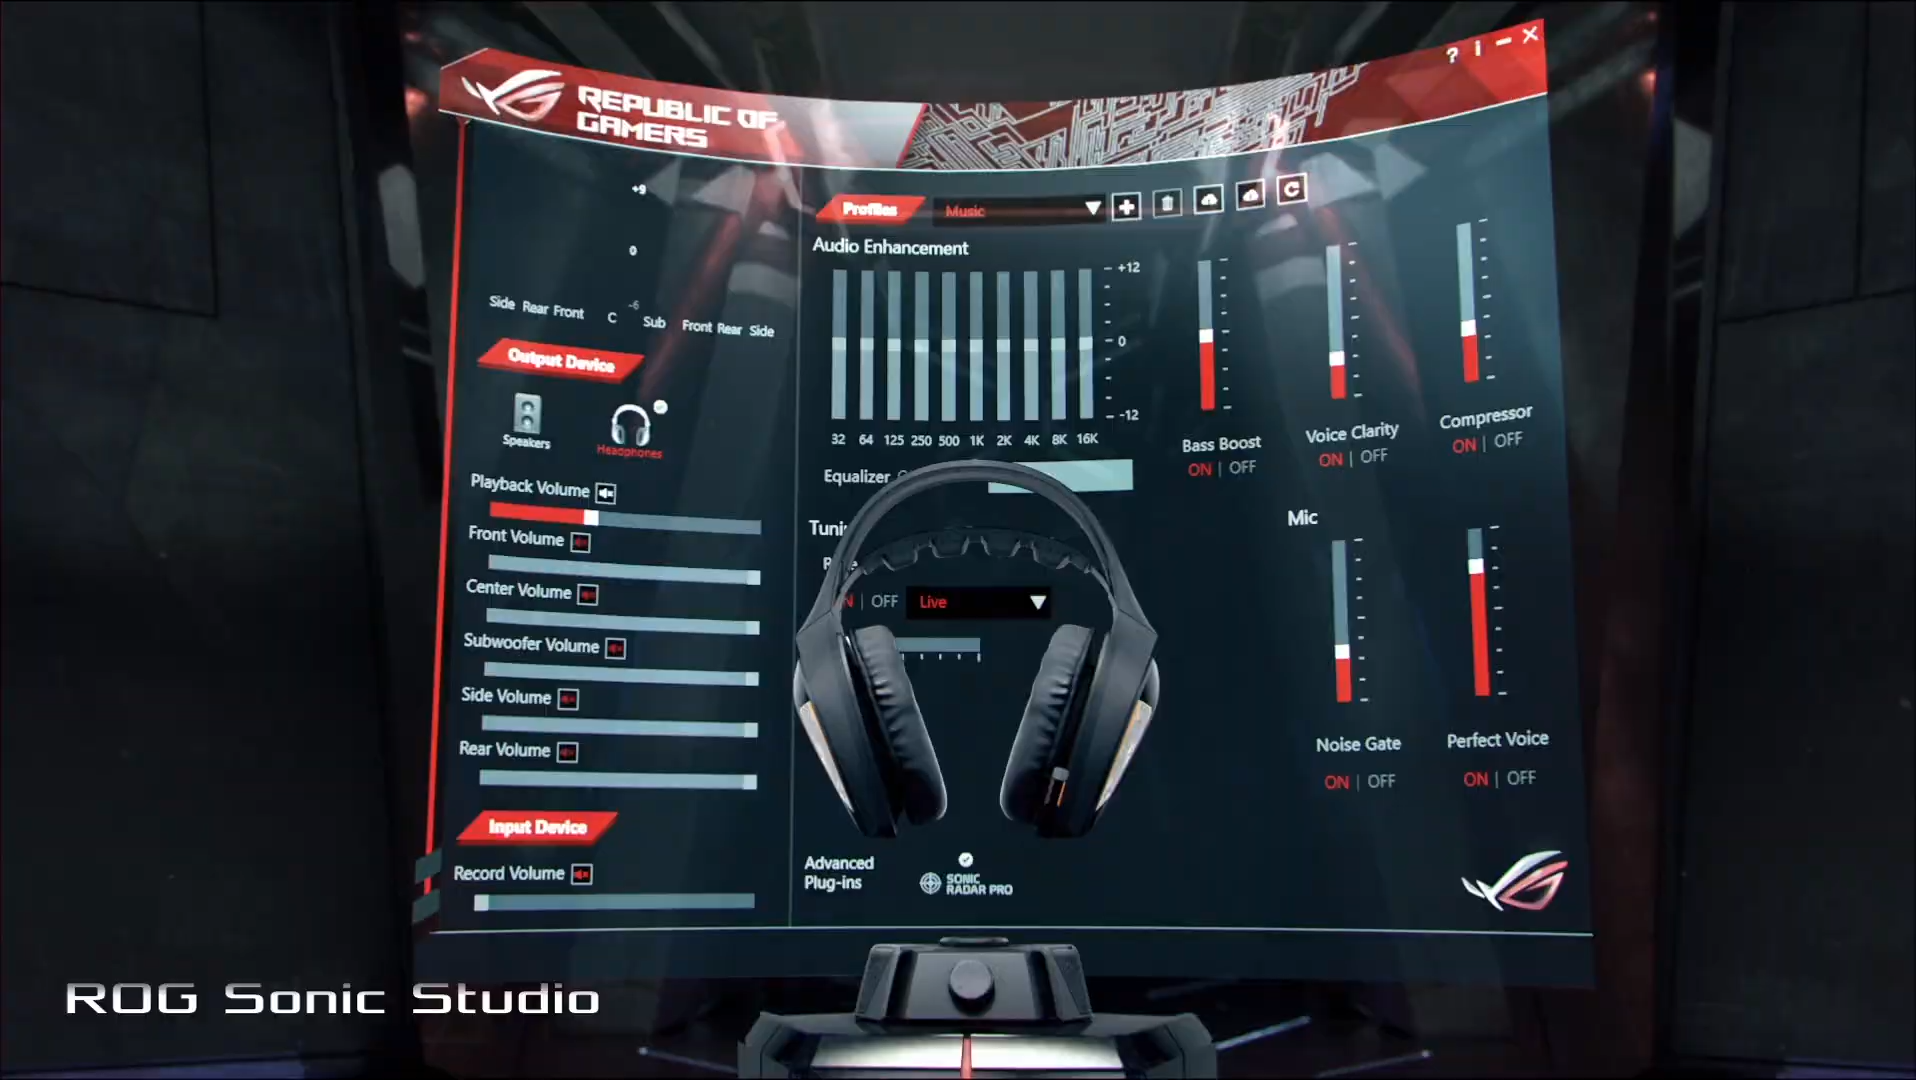 REPUBLIC OF
GAMERS
? i
+9
0
-6
Side Rear Front C Sub Front Rear Side
Output Device
Speakers
Headphones
Playback Volume
Front Volume
Center Volume
Subwoofer Volume
Side Volume
Rear Volume
Input Device
Record Volume
Profiles
Music
Audio Enhancement
+12
0
-12
32 64 125 250 500 1K 2K 4K 8K 16K
Equalizer
OFF
Live
Advanced
Plug-ins
SONIC
RADAR PRO
Bass Boost
ON | OFF
Voice Clarity
ON | OFF
Compressor
ON | OFF
Mic
Noise Gate
ON | OFF
Perfect Voice
ON | OFF
ROG Sonic Studio